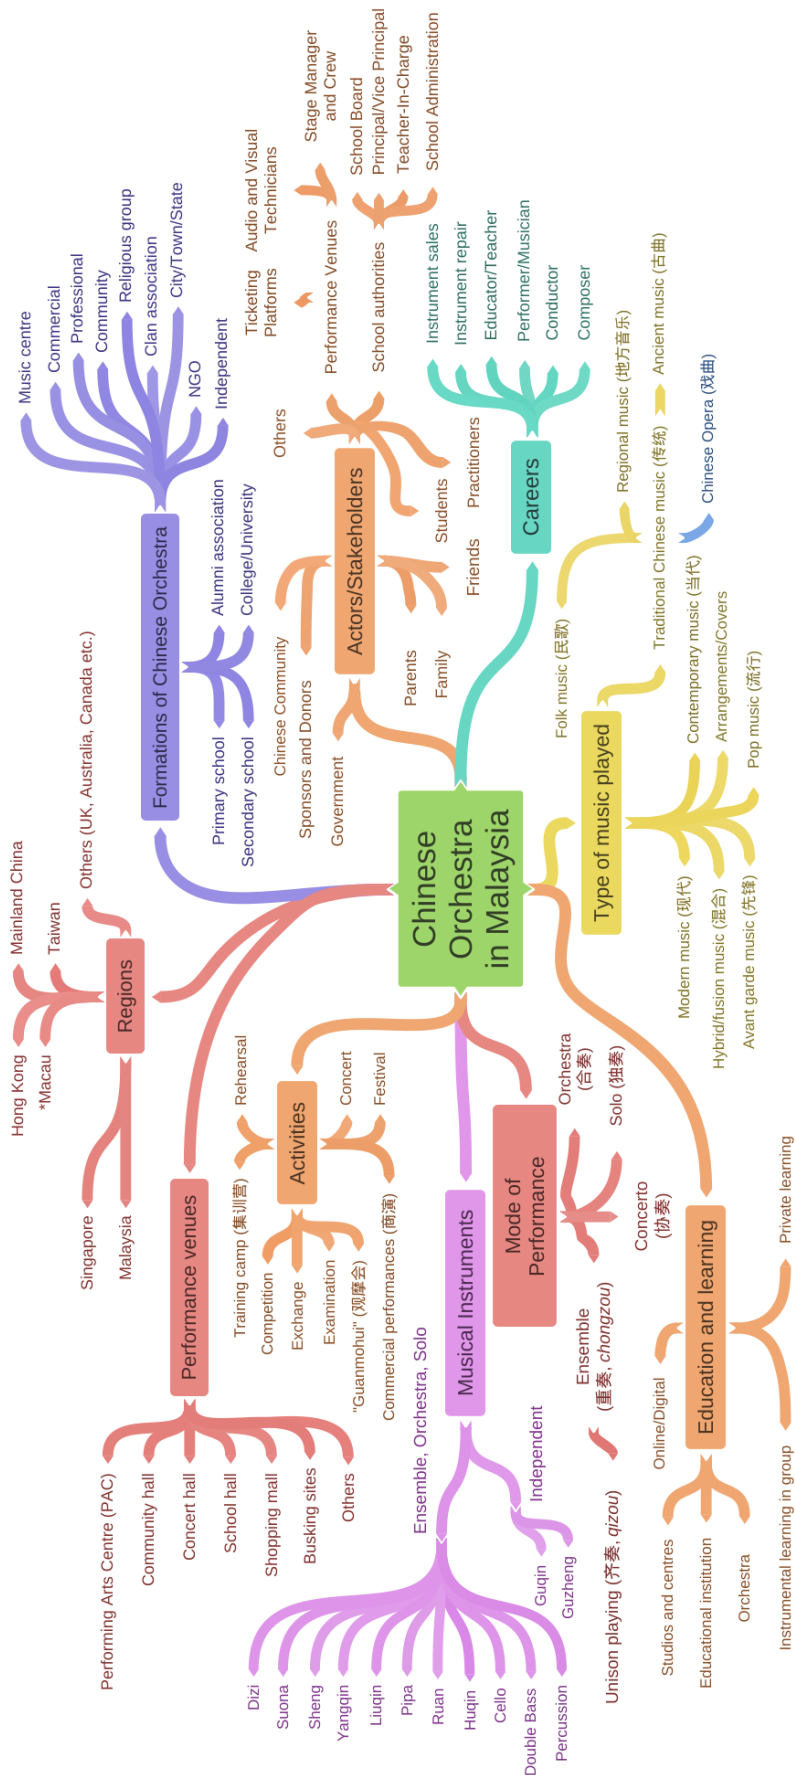 Chinese
Orchestra
in Malaysia
Formations of Chinese Orchestra
Music centre
Commercial
Professional
Community
Religious group
Clan association
City/Town/State
NGO
Independent
Alumni association
College/University
Primary school
Secondary school
Actors/Stakeholders
Others
Performance Venues
Ticketing
Platforms
Audio and Visual
Technicians
Stage Manager
and Crew
School authorities
School Board
Principal/Vice Principal
Teacher-In-Charge
School Administration
Students
Practitioners
Friends
Family
Parents
Chinese Community
Sponsors and Donors
Government
Careers
Instrument sales
Instrument repair
Educator/Teacher
Performer/Musician
Conductor
Composer
Type of music played
Traditional Chinese music (传统)
Folk music (民歌)
Regional music (地方音乐)
Ancient music (古曲)
Chinese Opera (戏曲)
Contemporary music (当代)
Arrangements/Covers
Pop music (流行)
Modern music (现代)
Hybrid/fusion music (混合)
Avant garde music (先锋)
Education and learning
Online/Digital
Private learning
Instrumental learning in group
Studios and centres
Educational institution
Orchestra
Mode of
Performance
Orchestra
(合奏)
Solo (独奏)
Concerto
(协奏)
Ensemble
(重奏, chongzou)
Unison playing (齐奏, qizou)
Musical Instruments
Ensemble, Orchestra, Solo
Dizi
Suona
Sheng
Yangqin
Liuqin
Pipa
Ruan
Huqin
Cello
Double Bass
Percussion
Independent
Guqin
Guzheng
Activities
Rehearsal
Training camp (集训营)
Concert
Festival
Commercial performances (商演)
Competition
Exchange
Examination
"Guanmohui" (观摩会)
Performance venues
Performing Arts Centre (PAC)
Community hall
Concert hall
School hall
Shopping mall
Busking sites
Others
Regions
Hong Kong
*Macau
Mainland China
Taiwan
Others (UK, Australia, Canada etc.)
Singapore
Malaysia